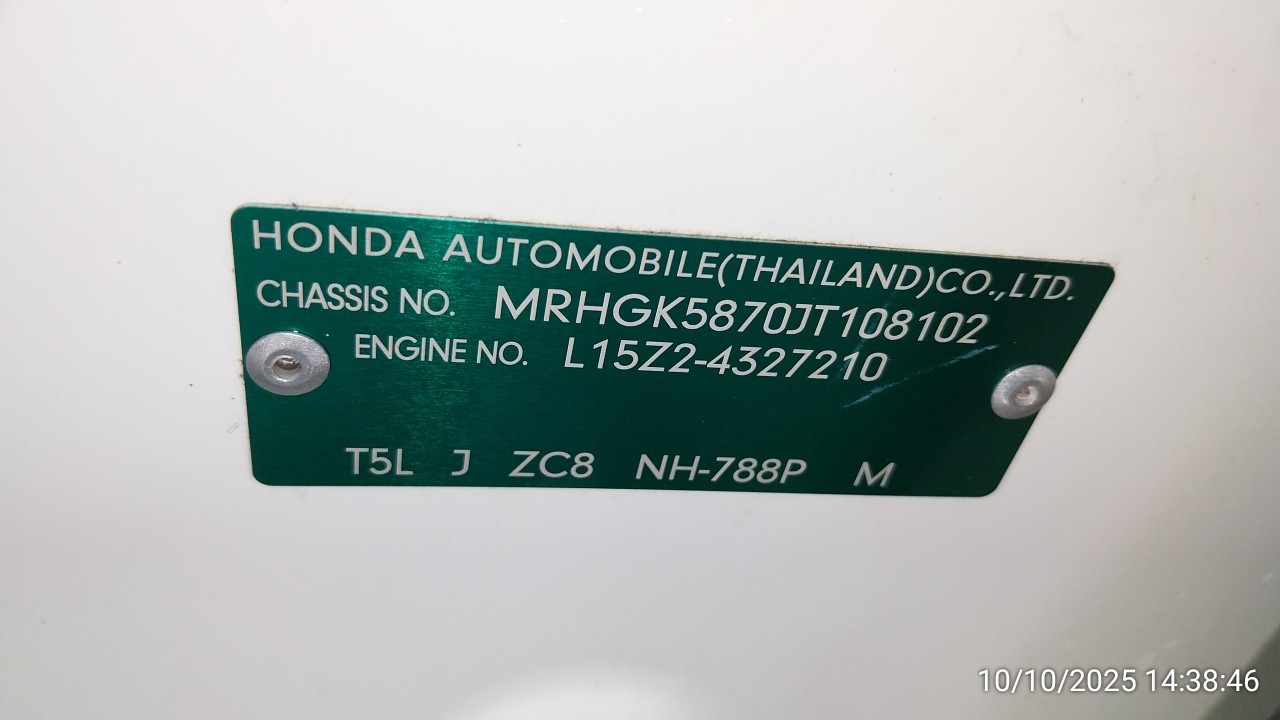 HONDA AUTOMOBILE(THAILAND)CO.,LTD.
CHASSIS NO. MRHGK5870JT108102
ENGINE NO. L15Z2-4327210
T5L J ZC8 NH-788P M
10/10/2025 14:38:46